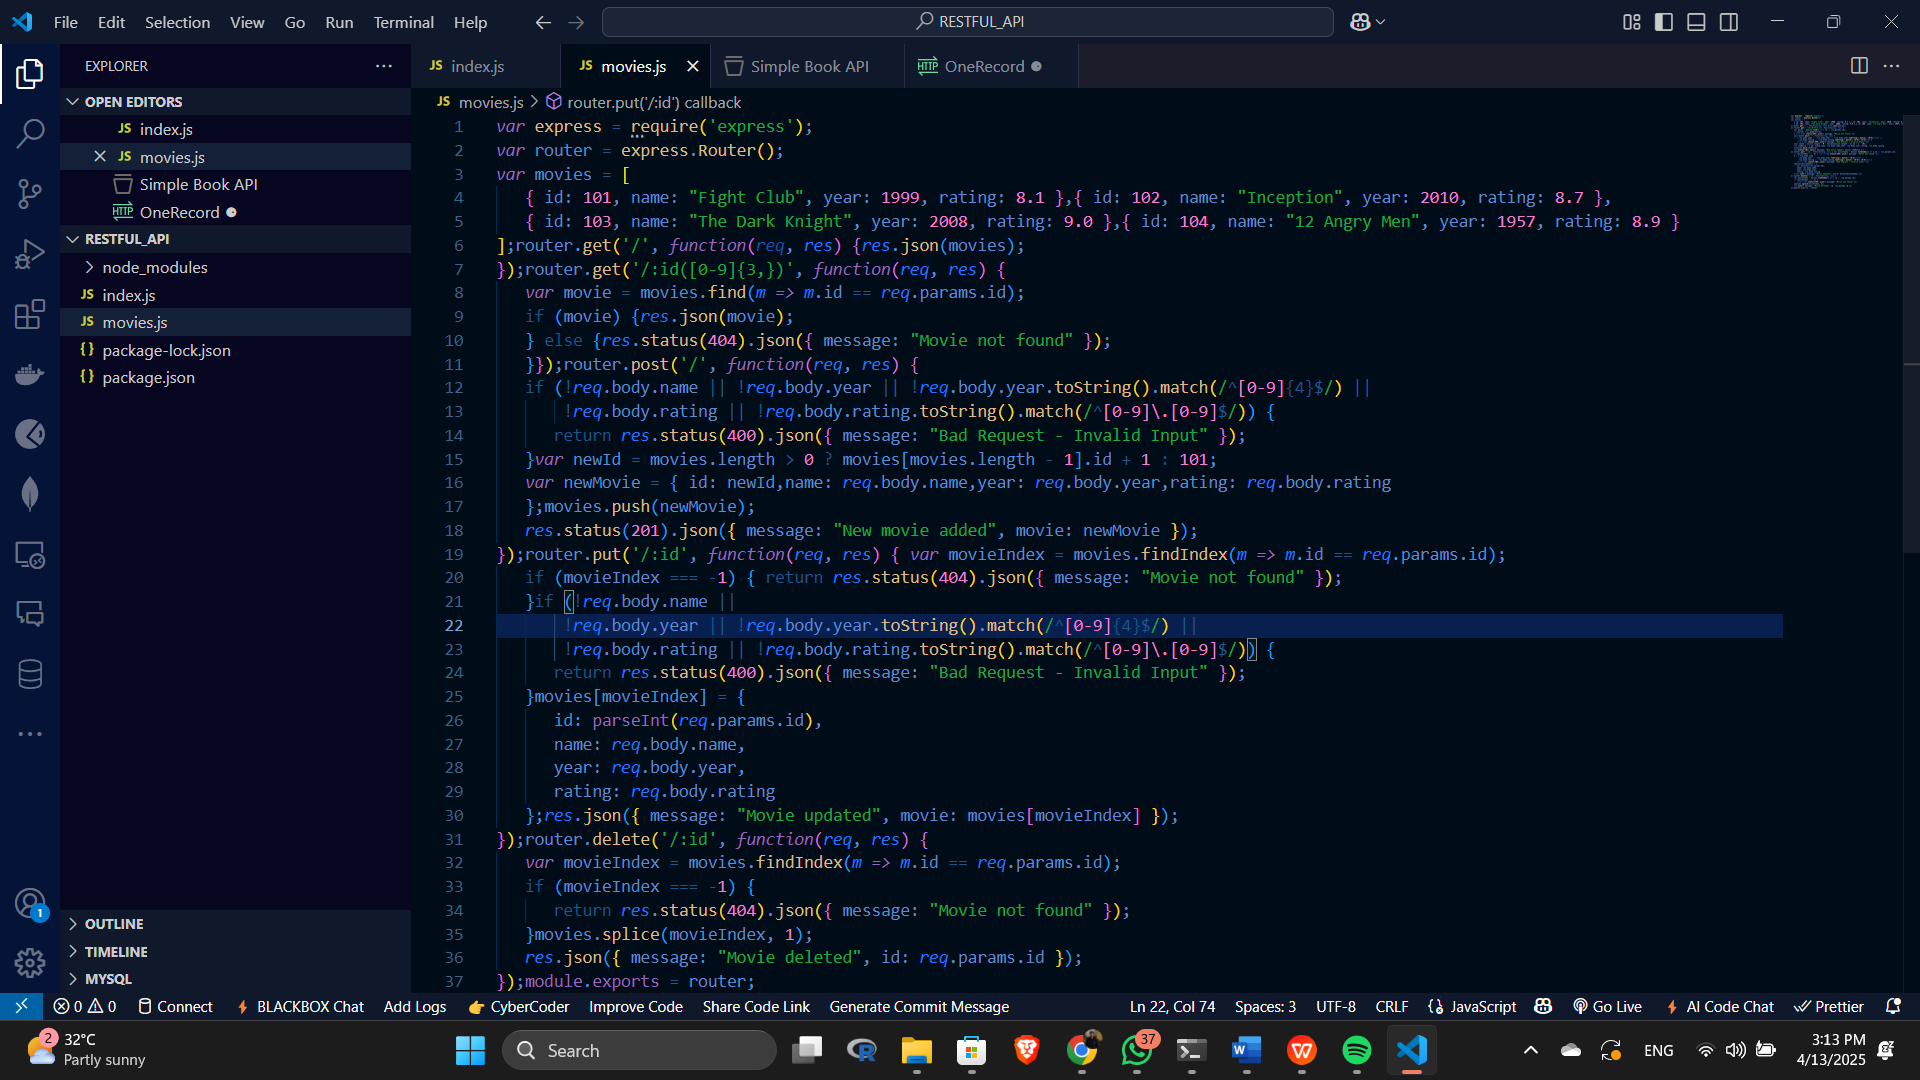 File Edit Selection View Go Run Terminal Help
RESTFUL_API
EXPLORER
OPEN EDITORS
JS index.js
JS movies.js
Simple Book API
HTTP OneRecord
RESTFUL_API
node_modules
JS index.js
JS movies.js
{} package-lock.json
{} package.json
OUTLINE
TIMELINE
MYSQL
1
JS index.js
JS movies.js
Simple Book API
HTTP OneRecord
JS movies.js > router.put('/:id') callback
1 var express = require('express');
2 var router = express.Router();
3 var movies = [
4 { id: 101, name: "Fight Club", year: 1999, rating: 8.1 },{ id: 102, name: "Inception", year: 2010, rating: 8.7 },
5 { id: 103, name: "The Dark Knight", year: 2008, rating: 9.0 },{ id: 104, name: "12 Angry Men", year: 1957, rating: 8.9 }
6 ];router.get('/', function(req, res) {res.json(movies);
7 });router.get('/:id([0-9]{3,})', function(req, res) {
8 var movie = movies.find(m => m.id == req.params.id);
9 if (movie) {res.json(movie);
10 } else {res.status(404).json({ message: "Movie not found" });
11 }});router.post('/', function(req, res) {
12 if (!req.body.name || !req.body.year || !req.body.year.toString().match(/^[0-9]{4}$/) ||
13 !req.body.rating || !req.body.rating.toString().match(/^[0-9]\.[0-9]$/)) {
14 return res.status(400).json({ message: "Bad Request - Invalid Input" });
15 }var newId = movies.length > 0 ? movies[movies.length - 1].id + 1 : 101;
16 var newMovie = { id: newId,name: req.body.name,year: req.body.year,rating: req.body.rating
17 };movies.push(newMovie);
18 res.status(201).json({ message: "New movie added", movie: newMovie });
19 });router.put('/:id', function(req, res) { var movieIndex = movies.findIndex(m => m.id == req.params.id);
20 if (movieIndex === -1) { return res.status(404).json({ message: "Movie not found" });
21 }if (!req.body.name ||
22 !req.body.year || !req.body.year.toString().match(/^[0-9]{4}$/) ||
23 !req.body.rating || !req.body.rating.toString().match(/^[0-9]\.[0-9]$/)) {
24 return res.status(400).json({ message: "Bad Request - Invalid Input" });
25 }movies[movieIndex] = {
26 id: parseInt(req.params.id),
27 name: req.body.name,
28 year: req.body.year,
29 rating: req.body.rating
30 };res.json({ message: "Movie updated", movie: movies[movieIndex] });
31 });router.delete('/:id', function(req, res) {
32 var movieIndex = movies.findIndex(m => m.id == req.params.id);
33 if (movieIndex === -1) {
34 return res.status(404).json({ message: "Movie not found" });
35 }movies.splice(movieIndex, 1);
36 res.json({ message: "Movie deleted", id: req.params.id });
37 });module.exports = router;
0 0 Connect BLACKBOX Chat Add Logs CyberCoder Improve Code Share Code Link Generate Commit Message Ln 22, Col 74 Spaces: 3 UTF-8 CRLF {} JavaScript Go Live AI Code Chat Prettier
2
32°C
Partly sunny
Search
37
ENG
3:13 PM
4/13/2025